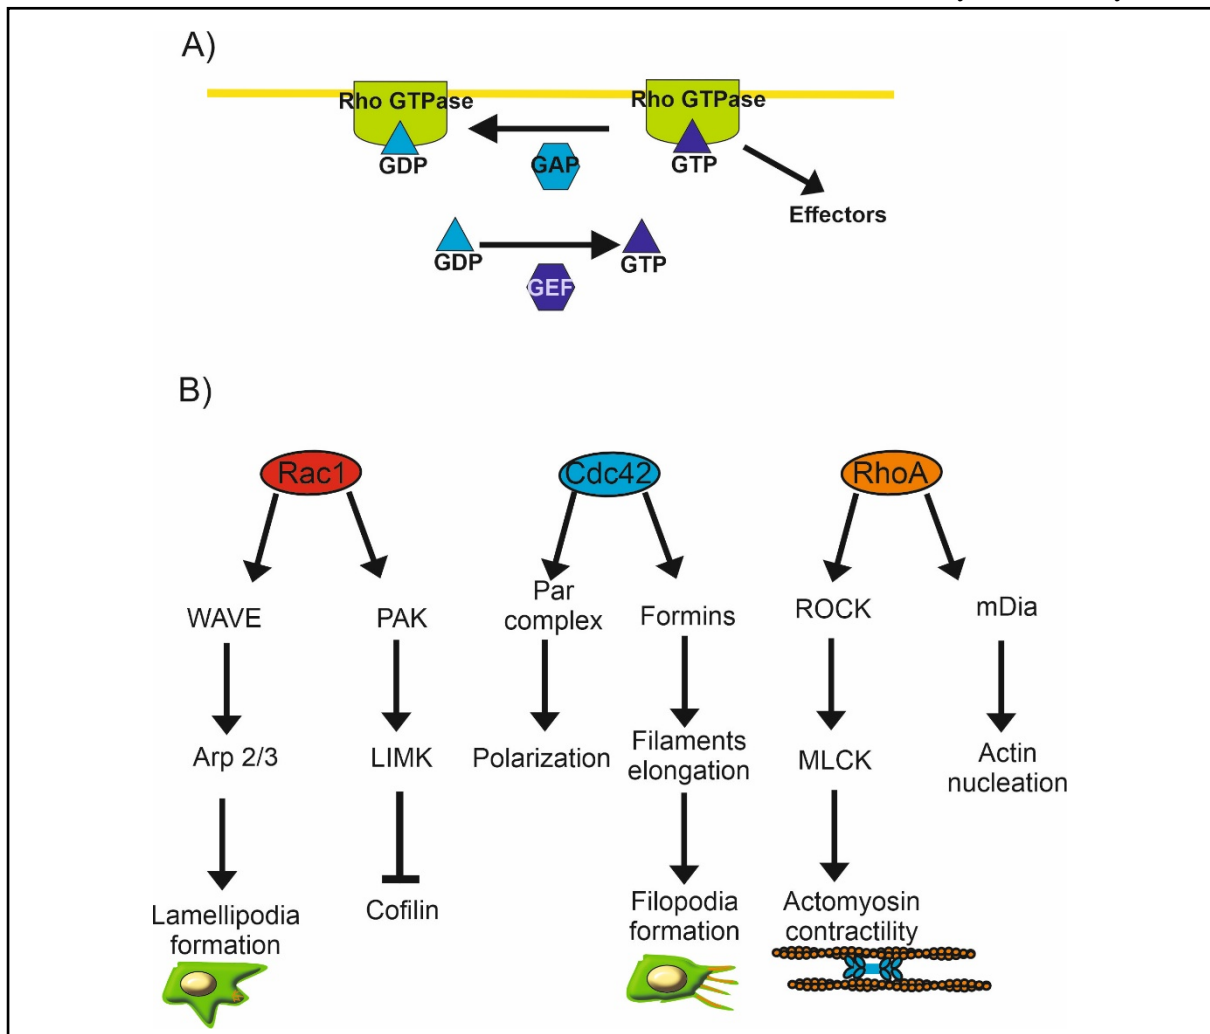 A)
Rho GTPase
Rho GTPase
GDP
GAP
GTP
Effectors
GDP
GTP
GEF
B)
Rac1
Cdc42
RhoA
WAVE
PAK
Par
complex
Formins
ROCK
mDia
Arp 2/3
LIMK
Polarization
Filaments
elongation
MLCK
Actin
nucleation
Lamellipodia
formation
Cofilin
Filopodia
formation
Actomyosin
contractility